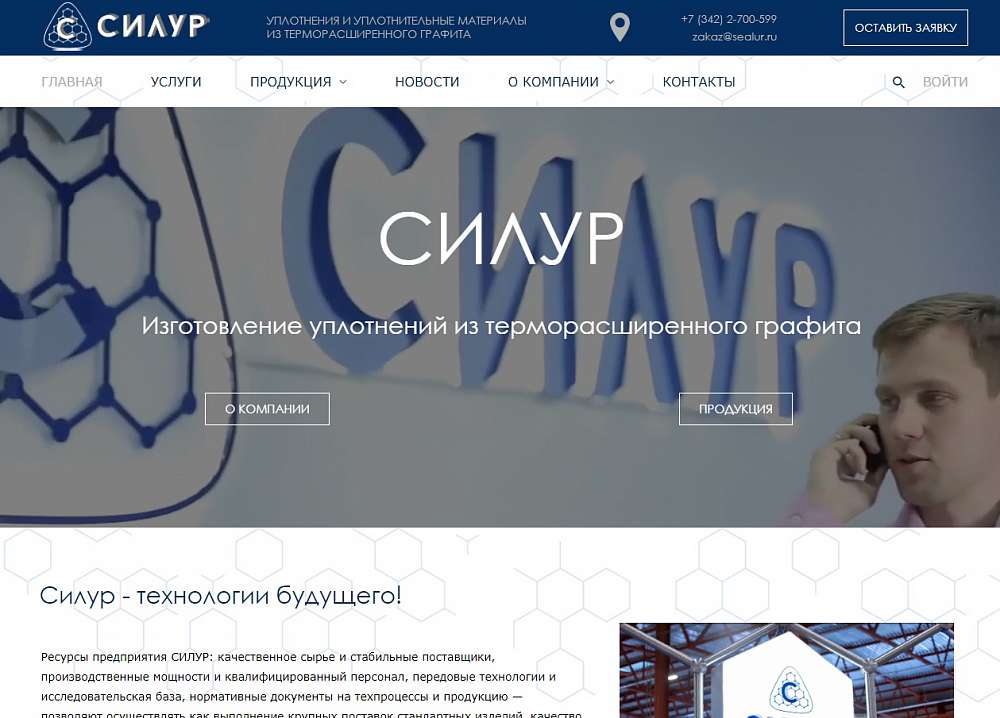 СИЛУР
УПЛОТНЕНИЯ И УПЛОТНИТЕЛЬНЫЕ МАТЕРИАЛЫ
ИЗ ТЕРМОРАСШИРЕННОГО ГРАФИТА
+7 (342) 2-700-599
zakaz@sealur.ru
ОСТАВИТЬ ЗАЯВКУ
ГЛАВНАЯ УСЛУГИ ПРОДУКЦИЯ НОВОСТИ О КОМПАНИИ КОНТАКТЫ ВОЙТИ
СИЛУР
СИЛУР
Изготовление уплотнений из терморасширенного графита
О КОМПАНИИ ПРОДУКЦИЯ
Силур - технологии будущего!
Ресурсы предприятия СИЛУР: качественное сырье и стабильные поставщики,
производственные мощности и квалифицированный персонал, передовые технологии и
исследовательская база, нормативные документы на техпроцессы и продукцию —
позволяют осуществлять как выполнение крупных поставок стандартных изделий, качество
С